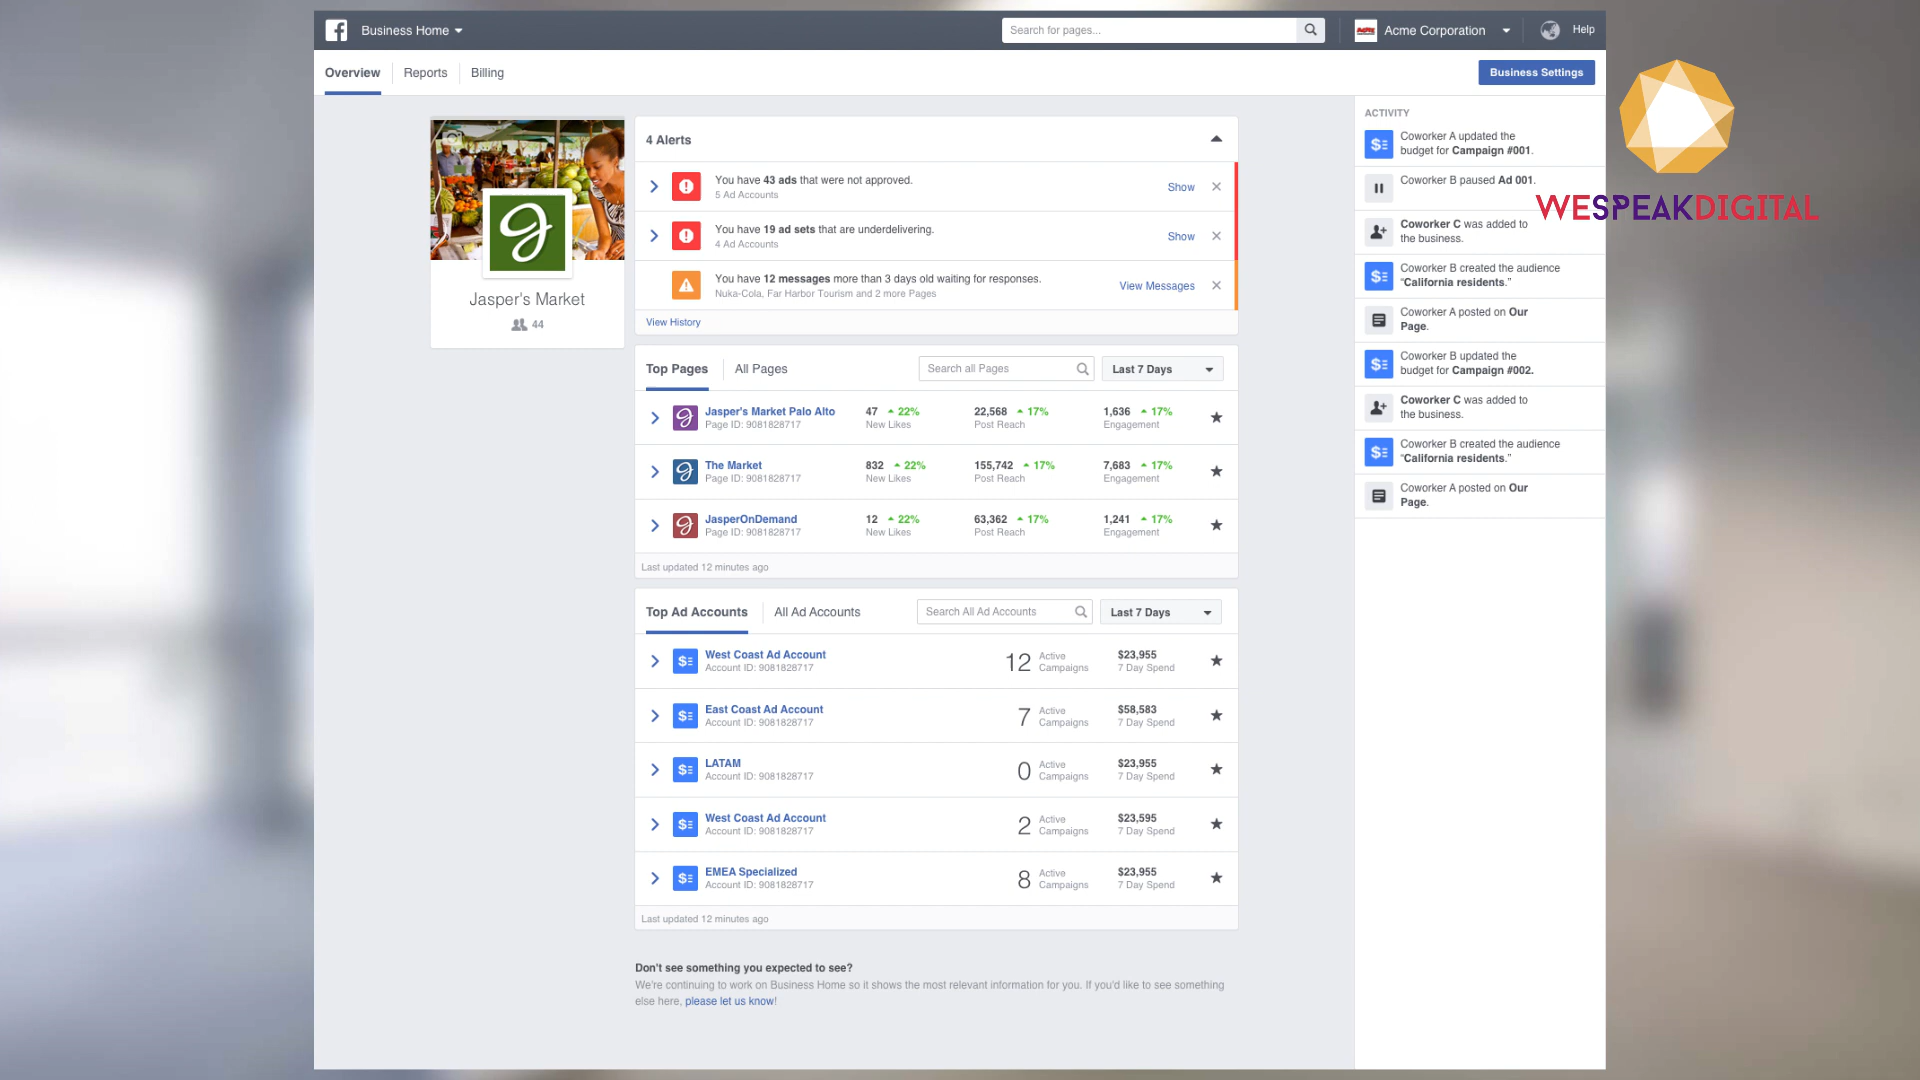 Business Home
Search for pages...
Acme Corporation
Help
Overview
Reports
Billing
Business Settings
WESPEAKDIGITAL
Jasper's Market
44
4 Alerts
You have 43 ads that were not approved.
5 Ad Accounts
Show
You have 19 ad sets that are underdelivering.
4 Ad Accounts
Show
You have 12 messages more than 3 days old waiting for responses.
Nuka-Cola, Far Harbor Tourism and 2 more Pages
View Messages
View History
Top Pages
All Pages
Search all Pages
Last 7 Days
Jasper's Market Palo Alto
Page ID: 9081828717
47 22%
New Likes
22,568 17%
Post Reach
1,636 17%
Engagement
The Market
Page ID: 9081828717
832 22%
New Likes
155,742 17%
Post Reach
7,683 17%
Engagement
JasperOnDemand
Page ID: 9081828717
12 22%
New Likes
63,362 17%
Post Reach
1,241 17%
Engagement
Last updated 12 minutes ago
Top Ad Accounts
All Ad Accounts
Search All Ad Accounts
Last 7 Days
West Coast Ad Account
Account ID: 9081828717
12
Active
Campaigns
$23,955
7 Day Spend
East Coast Ad Account
Account ID: 9081828717
7
Active
Campaigns
$58,583
7 Day Spend
LATAM
Account ID: 9081828717
0
Active
Campaigns
$23,955
7 Day Spend
West Coast Ad Account
Account ID: 9081828717
2
Active
Campaigns
$23,595
7 Day Spend
EMEA Specialized
Account ID: 9081828717
8
Active
Campaigns
$23,955
7 Day Spend
Last updated 12 minutes ago
Don't see something you expected to see?
We're continuing to work on Business Home so it shows the most relevant information for you. If you'd like to see something
else here, please let us know!
ACTIVITY
Coworker A updated the
budget for Campaign #001.
Coworker B paused Ad 001.
Coworker C was added to
the business.
Coworker B created the audience
“California residents.”
Coworker A posted on Our
Page.
Coworker B updated the
budget for Campaign #002.
Coworker C was added to
the business.
Coworker B created the audience
“California residents.”
Coworker A posted on Our
Page.